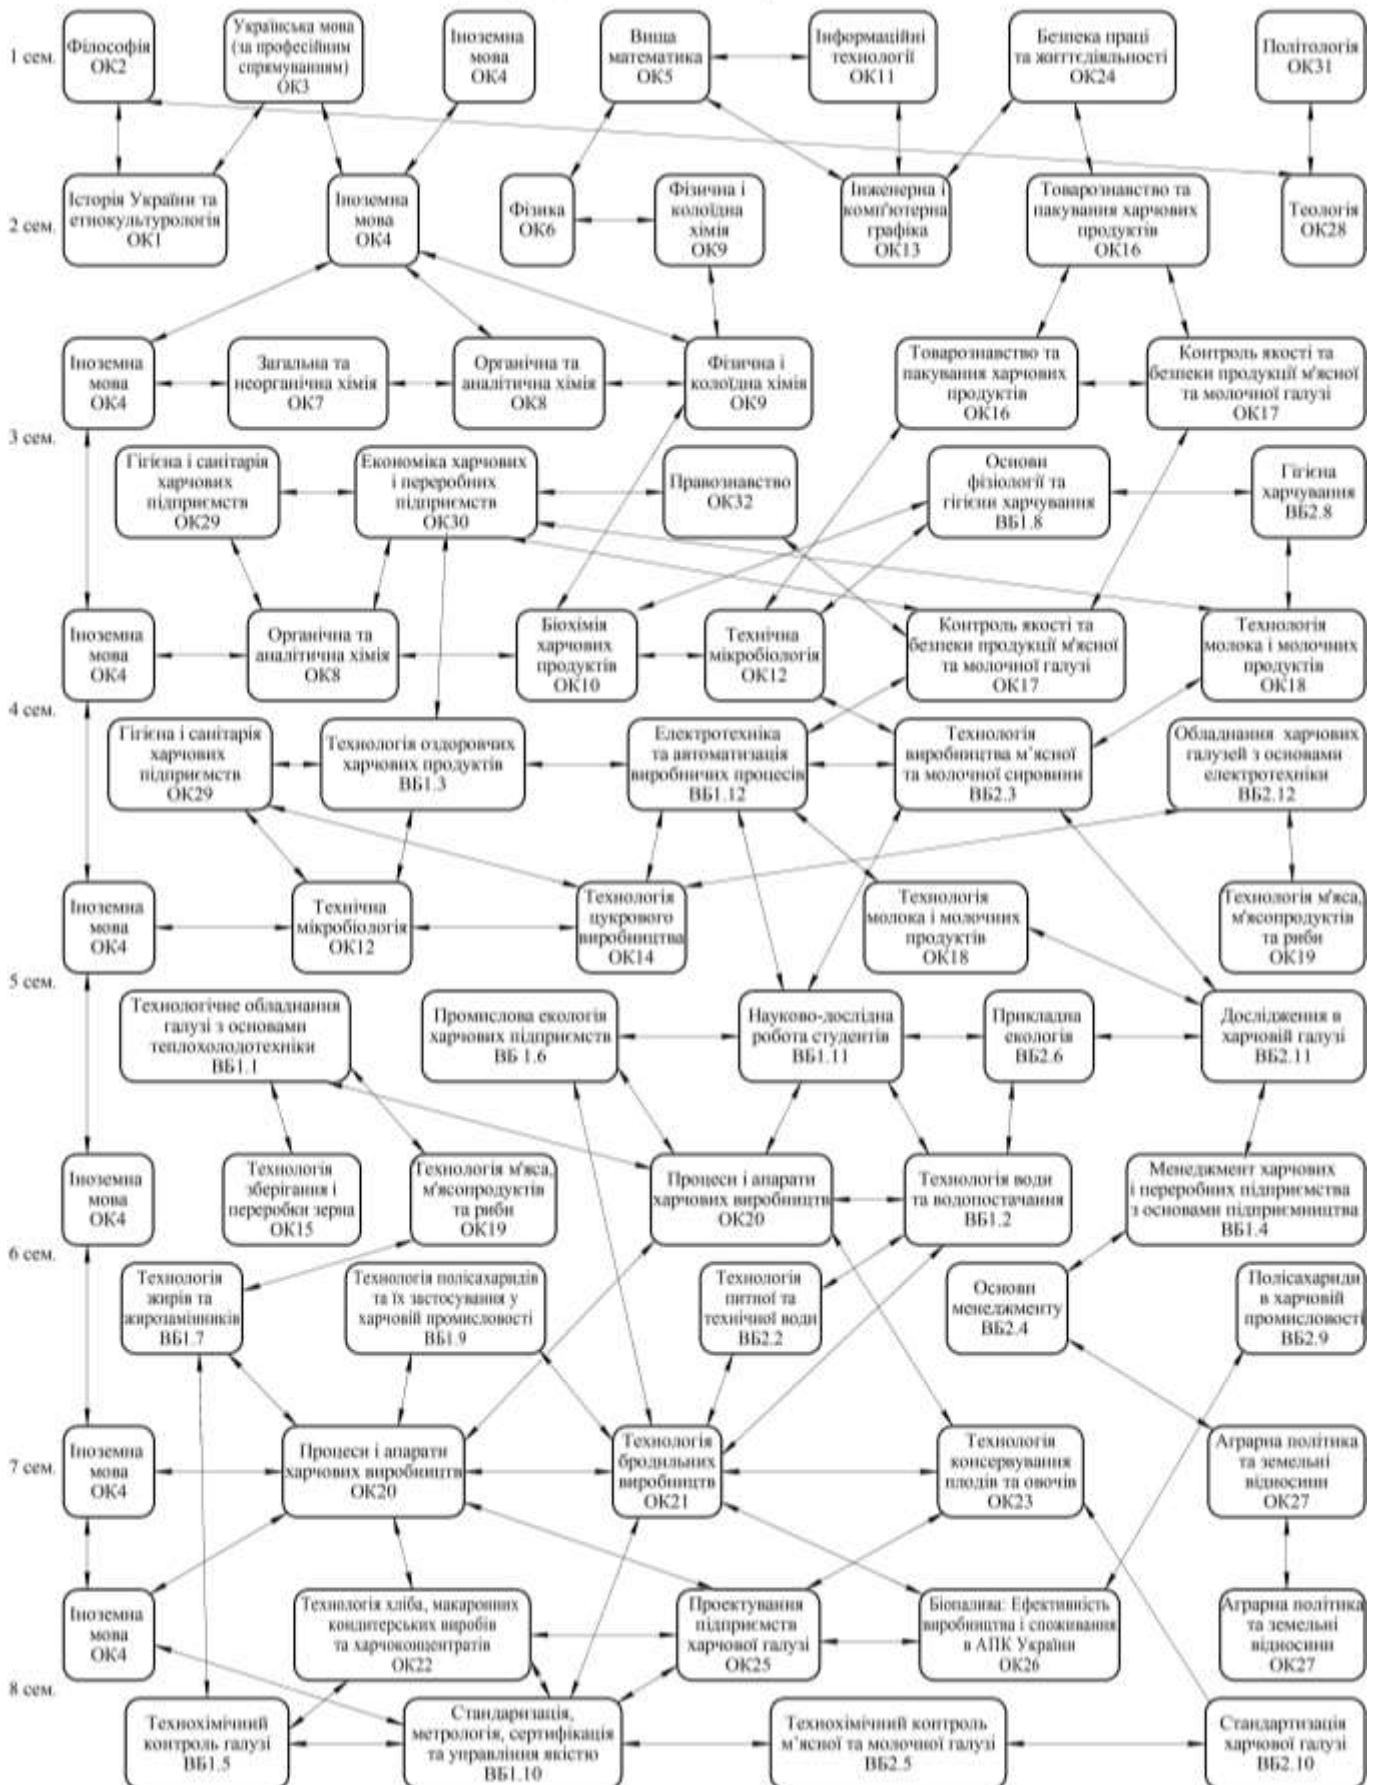 1 сем.
Філософія
ОК2
Українська мова
(за професійним
спрямуванням)
ОК3
Іноземна
мова
ОК4
Вища
математика
ОК5
Інформаційні
технології
ОК11
Безпека праці
та життєдіяльності
ОК24
Політологія
ОК31
2 сем.
Історія України та
етнокультурологія
ОК1
Іноземна
мова
ОК4
Фізика
ОК6
Фізична і
колоїдна
хімія
ОК9
Інженерна і
комп'ютерна
графіка
ОК13
Товарознавство та
пакування харчових
продуктів
ОК16
Теологія
ОК28
Іноземна
мова
ОК4
Загальна та
неорганічна хімія
ОК7
Органічна та
аналітична хімія
ОК8
Фізична і
колоїдна хімія
ОК9
Товарознавство та
пакування харчових
продуктів
ОК16
Контроль якості та
безпеки продукції м'ясної
та молочної галузі
ОК17
3 сем.
Гігієна і санітарія
харчових
підприємств
ОК29
Економіка харчових
і переробних
підприємств
ОК30
Правознавство
ОК32
Основи
фізіології та
гігієни харчування
ВБ1.8
Гігієна
харчування
ВБ2.8
Іноземна
мова
ОК4
Органічна та
аналітична хімія
ОК8
Біохімія
харчових
продуктів
ОК10
Технічна
мікробіологія
ОК12
Контроль якості та
безпеки продукції м'ясної
та молочної галузі
ОК17
Технологія
молока і молочних
продуктів
ОК18
4 сем.
Гігієна і санітарія
харчових
підприємств
ОК29
Технологія оздоровчих
харчових продуктів
ВБ1.3
Електротехніка
та автоматизація
виробничих процесів
ВБ1.12
Технологія
виробництва м'ясної
та молочної сировини
ВБ2.3
Обладнання харчових
галузей з основами
електротехніки
ВБ2.12
Іноземна
мова
ОК4
Технічна
мікробіологія
ОК12
Технологія
цукрового
виробництва
ОК14
Технологія
молока і молочних
продуктів
ОК18
Технологія м'яса,
м'ясопродуктів
та риби
ОК19
5 сем.
Технологічне обладнання
галузі з основами
теплохолодотехніки
ВБ1.1
Промислова екологія
харчових підприємств
ВБ 1.6
Науково-дослідна
робота студентів
ВБ1.11
Прикладна
екологія
ВБ2.6
Дослідження в
харчовій галузі
ВБ2.11
Іноземна
мова
ОК4
Технологія
зберігання і
переробки зерна
ОК15
Технологія м'яса,
м'ясопродуктів
та риби
ОК19
Процеси і апарати
харчових виробництв
ОК20
Технологія води
та водопостачання
ВБ1.2
Менеджмент харчових
і переробних підприємства
з основами підприємництва
ВБ1.4
6 сем.
Технологія
жирів та
жирозамінників
ВБ1.7
Технологія полісахаридів
та їх застосування у
харчовій промисловості
ВБ1.9
Технологія
питної та
технічної води
ВБ2.2
Основи
менеджменту
ВБ2.4
Полісахариди
в харчовій
промисловості
ВБ2.9
7 сем.
Іноземна
мова
ОК4
Процеси і апарати
харчових виробництв
ОК20
Технологія
бродильних
виробництв
ОК21
Технологія
консервування
плодів та овочів
ОК23
Аграрна політика
та земельні
відносини
ОК27
Іноземна
мова
ОК4
Технологія хліба, макаронних
кондитерських виробів
та харчоконцентратів
ОК22
Проектування
підприємств
харчової галузі
ОК25
Біопалива: Ефективність
виробництва і споживання
в АПК України
ОК26
Аграрна політика
та земельні
відносини
ОК27
8 сем.
Технохімічний
контроль галузі
ВБ1.5
Стандаризація,
метрологія, сертифікація
та управління якістю
ВБ1.10
Технохімічний контроль
м'ясної та молочної галузі
ВБ2.5
Стандартизація
харчової галузі
ВБ2.10